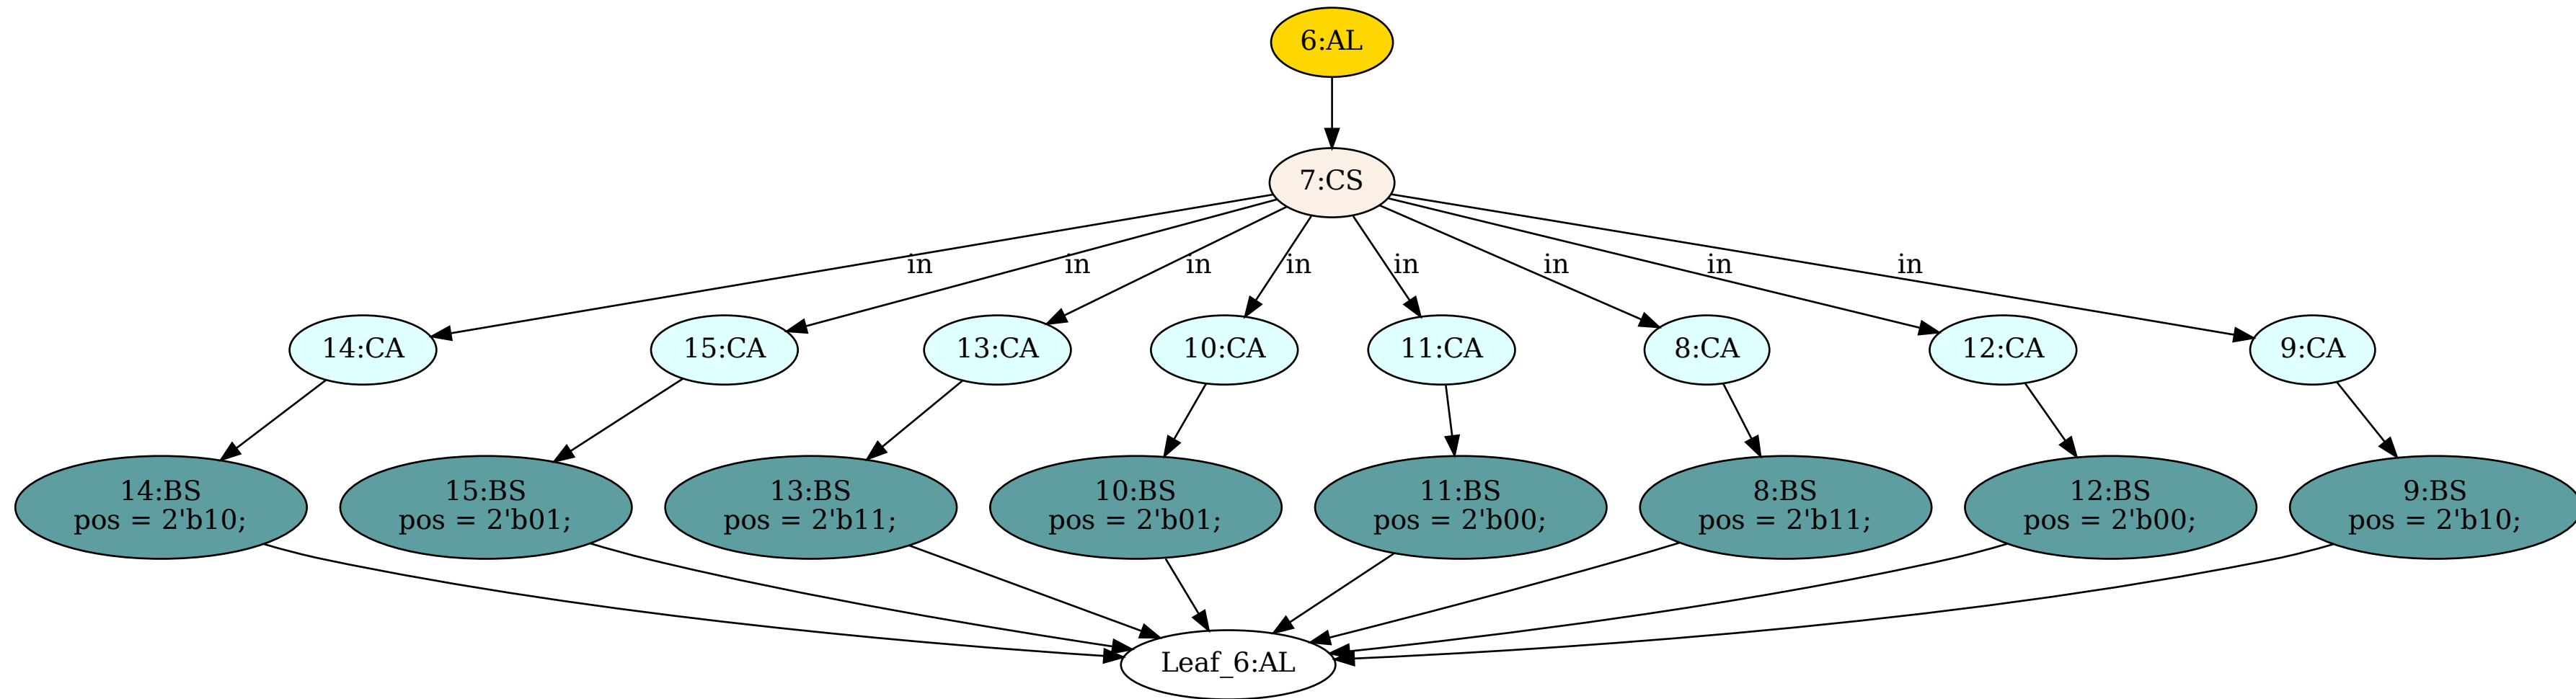 6:AL
7:CS
in in in in in in in in
14:CA 15:CA 13:CA 10:CA 11:CA 8:CA 12:CA 9:CA
14:BS
pos = 2'b10;
15:BS
pos = 2'b01;
13:BS
pos = 2'b11;
10:BS
pos = 2'b01;
11:BS
pos = 2'b00;
8:BS
pos = 2'b11;
12:BS
pos = 2'b00;
9:BS
pos = 2'b10;
Leaf_6:AL